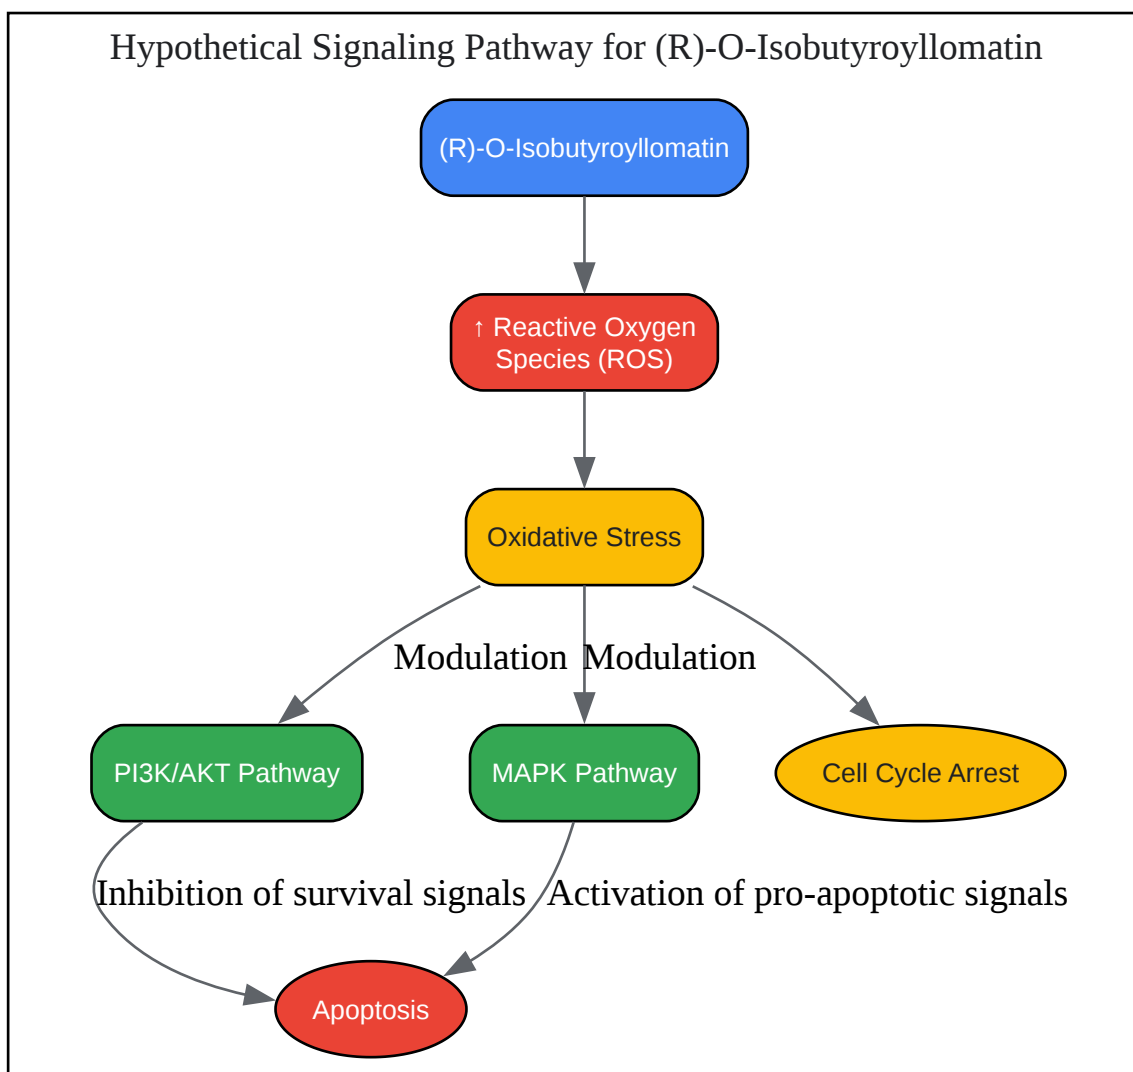 Hypothetical Signaling Pathway for (R)-O-Isobutyroyllomatin
(R)-O-Isobutyroyllomatin
↑ Reactive Oxygen
Species (ROS)
Oxidative Stress
Modulation
Modulation
PI3K/AKT Pathway
MAPK Pathway
Cell Cycle Arrest
Inhibition of survival signals
Activation of pro-apoptotic signals
Apoptosis